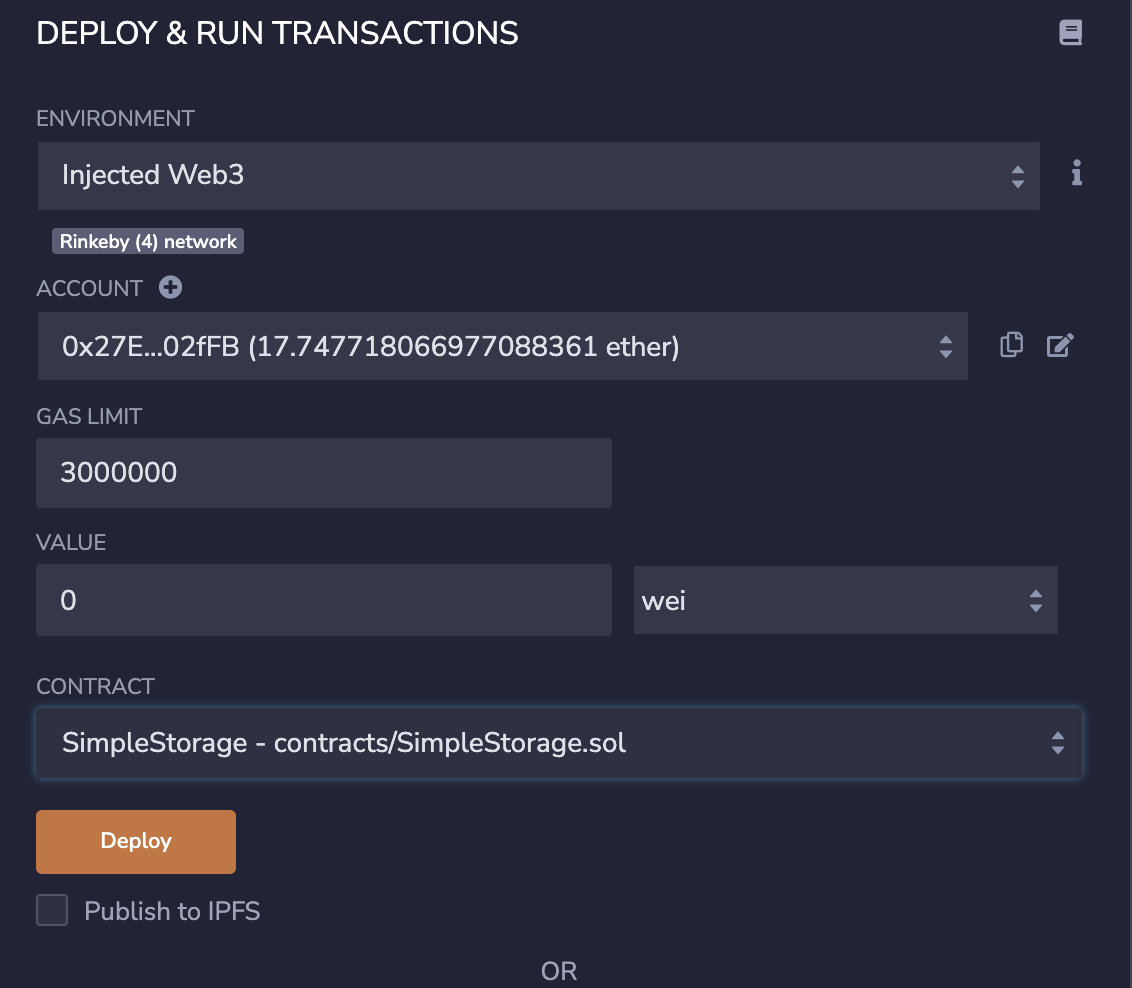 DEPLOY & RUN TRANSACTIONS
ENVIRONMENT
Injected Web3
Rinkeby (4) network
ACCOUNT
0x27E...02fFB (17.747718066977088361 ether)
GAS LIMIT
3000000
VALUE
0 wei
CONTRACT
SimpleStorage - contracts/SimpleStorage.sol
Deploy
Publish to IPFS
OR